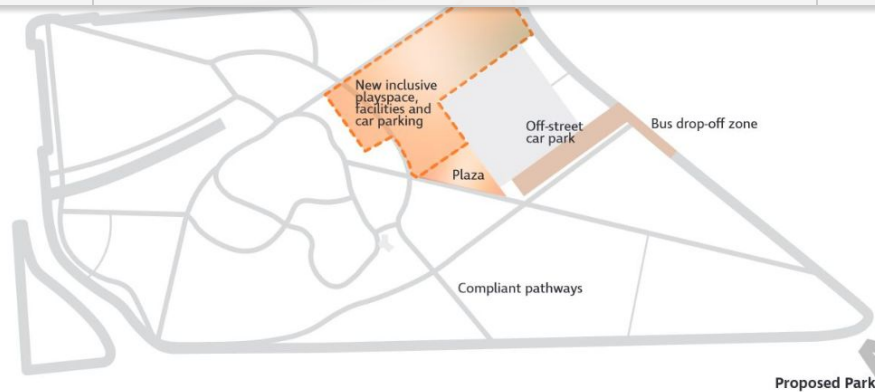 New inclusive
playspace,
facilities and
car parking
Off-street
car park
Bus drop-off zone
Plaza
Compliant pathways
Proposed Park